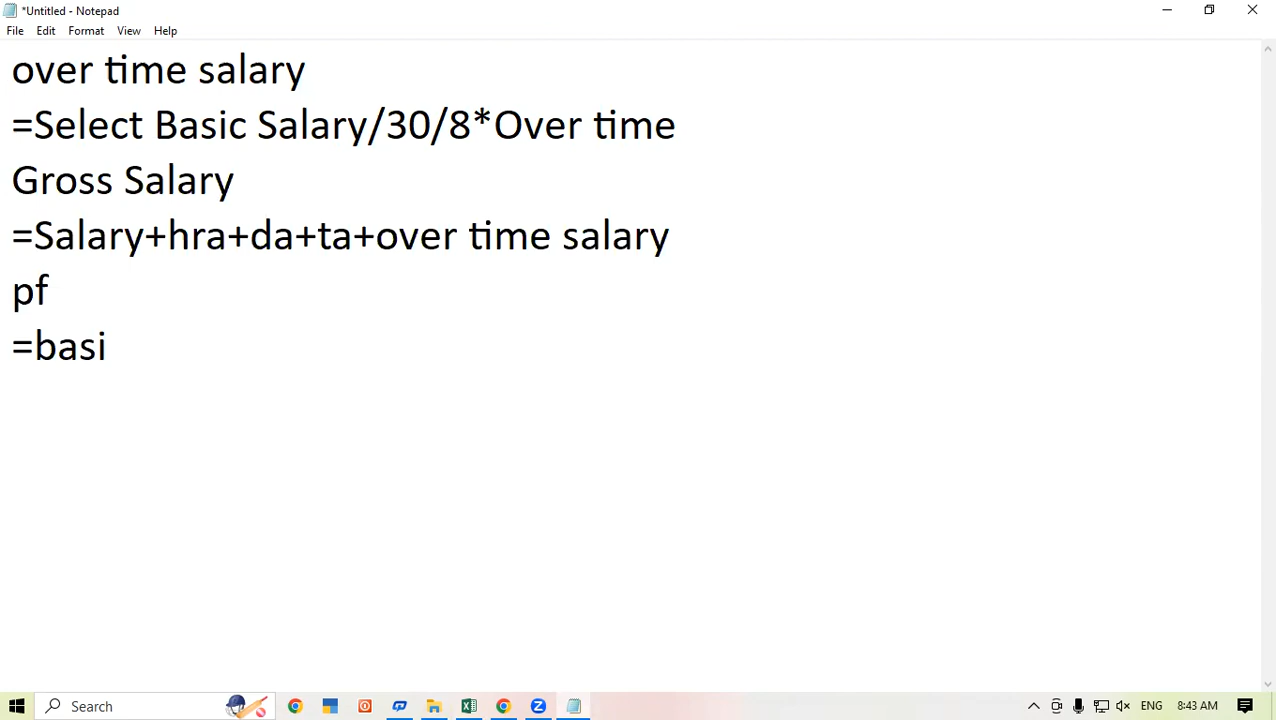 *Untitled - Notepad
File Edit Format View Help
over time salary
=Select Basic Salary/30/8*Over time
Gross Salary
=Salary+hra+da+ta+over time salary
pf
=basi
Search
ENG 8:43 AM